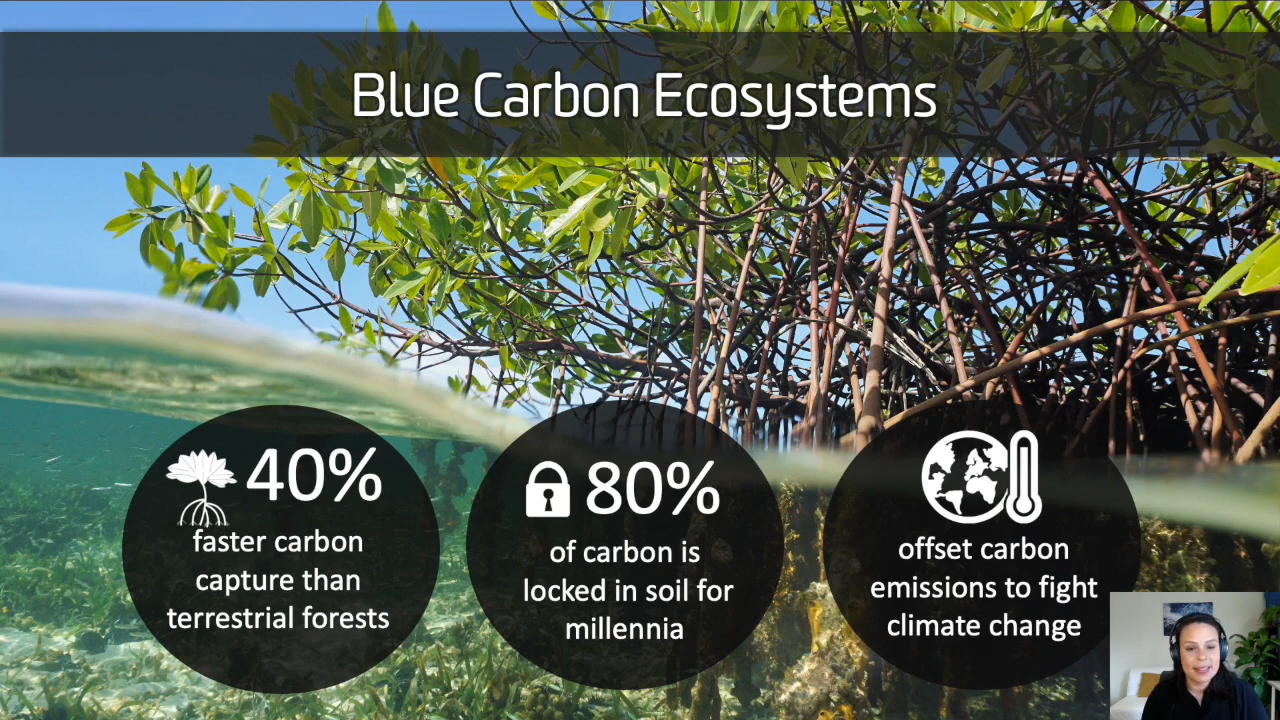 Blue Carbon Ecosystems
40%
faster carbon
capture than
terrestrial forests
80%
of carbon is
locked in soil for
millennia
offset carbon
emissions to fight
climate change